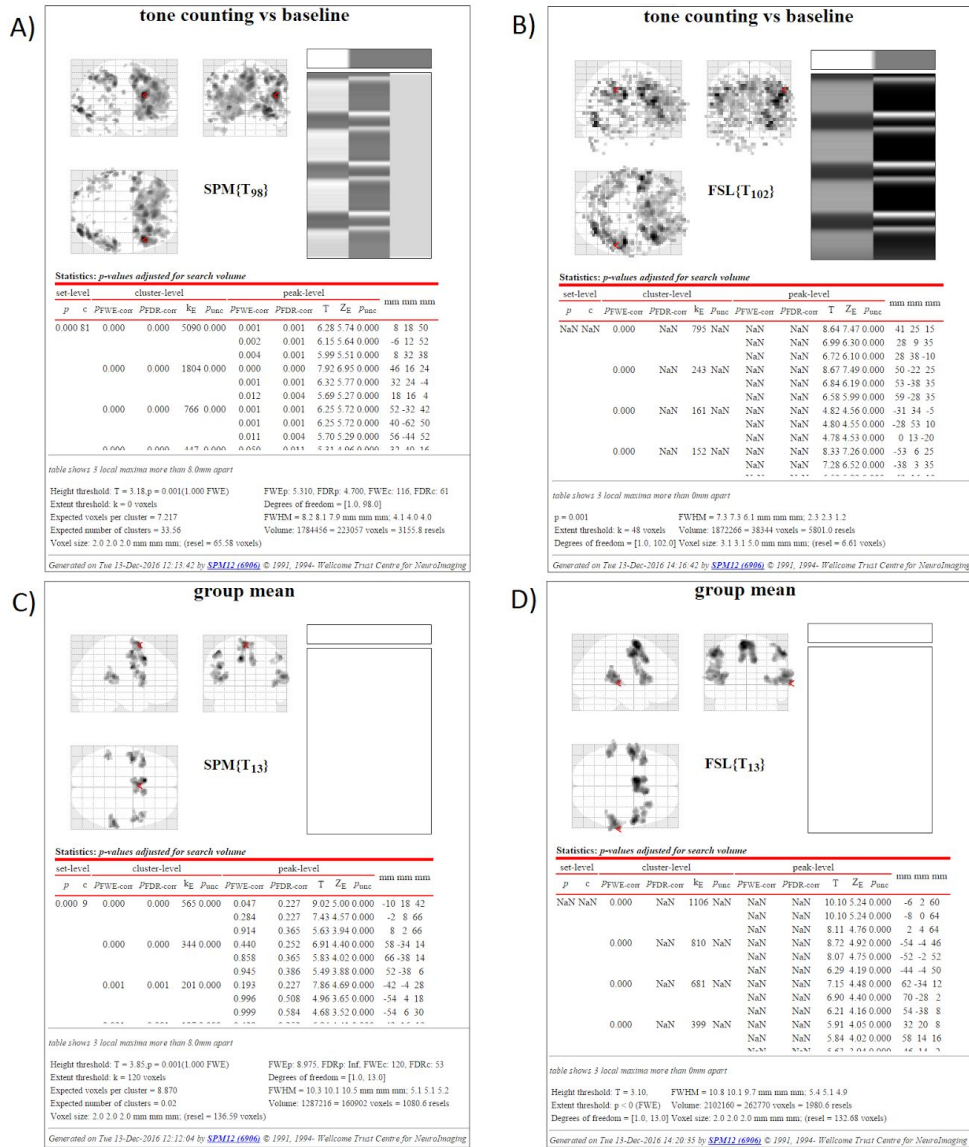 A)
tone counting vs baseline
SPM{T98}
Statistics: p-values adjusted for search volume
set-level cluster-level peak-level mm mm mm
p c pFWE-corr pFDR-corr kE punc pFWE-corr pFDR-corr T ZE punc
0.000 81 0.000 0.000 5090 0.000 0.001 0.001 6.28 5.74 0.000 8 18 50
0.002 0.001 6.15 5.64 0.000 -6 12 52
0.004 0.001 5.99 5.51 0.000 8 32 38
0.000 0.000 1804 0.000 0.000 0.000 7.92 6.95 0.000 46 16 24
0.001 0.001 6.32 5.77 0.000 32 24 -4
0.012 0.004 5.69 5.27 0.000 18 16 4
0.000 0.000 766 0.000 0.001 0.001 6.25 5.72 0.000 52 -32 42
0.001 0.001 6.25 5.72 0.000 40 -62 50
0.011 0.004 5.70 5.29 0.000 56 -44 52
table shows 3 local maxima more than 8.0mm apart
Height threshold: T = 3.18, p = 0.001 (1.000 FWE)
Extent threshold: k = 0 voxels
Expected voxels per cluster = 7.217
Expected number of clusters = 33.56
Voxel size: 2.0 2.0 2.0 mm mm mm; (resel = 65.58 voxels)
FWEp: 5.310, FDRp: 4.700, FWEc: 116, FDRc: 61
Degrees of freedom = [1.0, 98.0]
FWHM = 8.2 8.1 7.9 mm mm mm; 4.1 4.0 4.0
Volume: 1784456 = 223057 voxels = 3155.8 resels
Generated on Tue 13-Dec-2016 12:13:42 by SPM12 (6906) © 1991, 1994- Wellcome Trust Centre for NeuroImaging
B)
tone counting vs baseline
FSL{T102}
Statistics: p-values adjusted for search volume
set-level cluster-level peak-level mm mm mm
p c pFWE-corr pFDR-corr kE punc pFWE-corr pFDR-corr T ZE punc
NaN NaN 0.000 NaN 795 NaN NaN NaN 8.64 7.47 0.000 41 25 15
NaN NaN 6.99 6.30 0.000 28 9 35
NaN NaN 6.72 6.10 0.000 28 38 -10
0.000 NaN 243 NaN NaN NaN 8.67 7.49 0.000 50 -22 25
NaN NaN 6.84 6.19 0.000 53 -38 35
NaN NaN 6.58 5.99 0.000 59 -28 35
0.000 NaN 161 NaN NaN NaN 4.82 4.56 0.000 -31 34 -5
NaN NaN 4.80 4.55 0.000 -28 53 10
NaN NaN 4.78 4.53 0.000 0 13 -20
0.000 NaN 152 NaN NaN NaN 8.33 7.26 0.000 -53 6 25
NaN NaN 7.28 6.52 0.000 -38 3 35
table shows 3 local maxima more than 0mm apart
p = 0.001
Extent threshold: k = 48 voxels
Degrees of freedom = [1.0, 102.0]
FWHM = 7.3 7.3 6.1 mm mm mm; 2.3 2.3 1.2
Volume: 1872266 = 38344 voxels = 5801.0 resels
Voxel size: 3.1 3.1 5.0 mm mm mm; (resel = 6.61 voxels)
Generated on Tue 13-Dec-2016 14:16:42 by SPM12 (6906) © 1991, 1994- Wellcome Trust Centre for NeuroImaging
C)
group mean
SPM{T13}
Statistics: p-values adjusted for search volume
set-level cluster-level peak-level mm mm mm
p c pFWE-corr pFDR-corr kE punc pFWE-corr pFDR-corr T ZE punc
0.000 9 0.000 0.000 565 0.000 0.047 0.227 9.02 5.00 0.000 -10 18 42
0.284 0.227 7.43 4.57 0.000 -2 8 66
0.914 0.365 5.63 3.94 0.000 8 2 66
0.000 0.000 344 0.000 0.440 0.252 6.91 4.40 0.000 58 -34 14
0.858 0.365 5.83 4.02 0.000 66 -38 14
0.945 0.386 5.49 3.88 0.000 52 -38 6
0.001 0.001 201 0.000 0.193 0.227 7.86 4.69 0.000 -42 -4 28
0.996 0.508 4.96 3.65 0.000 -54 4 18
0.999 0.584 4.68 3.52 0.000 -54 6 30
table shows 3 local maxima more than 8.0mm apart
Height threshold: T = 3.85, p = 0.001 (1.000 FWE)
Extent threshold: k = 120 voxels
Expected voxels per cluster = 8.870
Expected number of clusters = 0.02
Voxel size: 2.0 2.0 2.0 mm mm mm; (resel = 136.59 voxels)
FWEp: 8.975, FDRp: Inf, FWEc: 120, FDRc: 53
Degrees of freedom = [1.0, 13.0]
FWHM = 10.3 10.1 10.5 mm mm mm; 5.1 5.1 5.2
Volume: 1287216 = 160902 voxels = 1080.6 resels
Generated on Tue 13-Dec-2016 12:12:04 by SPM12 (6906) © 1991, 1994- Wellcome Trust Centre for NeuroImaging
D)
group mean
FSL{T13}
Statistics: p-values adjusted for search volume
set-level cluster-level peak-level mm mm mm
p c pFWE-corr pFDR-corr kE punc pFWE-corr pFDR-corr T ZE punc
NaN NaN 0.000 NaN 1106 NaN NaN NaN 10.10 5.24 0.000 -6 2 60
NaN NaN 10.10 5.24 0.000 -8 0 64
NaN NaN 8.11 4.76 0.000 2 4 64
0.000 NaN 810 NaN NaN NaN 8.72 4.92 0.000 -54 -4 46
NaN NaN 8.07 4.75 0.000 -52 -2 52
NaN NaN 6.29 4.19 0.000 -44 -4 50
0.000 NaN 681 NaN NaN NaN 7.15 4.48 0.000 62 -34 12
NaN NaN 6.90 4.40 0.000 70 -28 2
NaN NaN 6.21 4.16 0.000 54 -38 8
0.000 NaN 399 NaN NaN NaN 5.91 4.05 0.000 32 20 8
NaN NaN 5.84 4.02 0.000 58 14 16
table shows 3 local maxima more than 0mm apart
Height threshold: T = 3.10,
Extent threshold: p < 0 (FWE)
Degrees of freedom = [1.0, 13.0]
FWHM = 10.8 10.1 9.7 mm mm mm; 5.4 5.1 4.9
Volume: 2102160 = 262770 voxels = 1980.6 resels
Voxel size: 2.0 2.0 2.0 mm mm mm; (resel = 132.68 voxels)
Generated on Tue 13-Dec-2016 14:20:35 by SPM12 (6906) © 1991, 1994- Wellcome Trust Centre for NeuroImaging